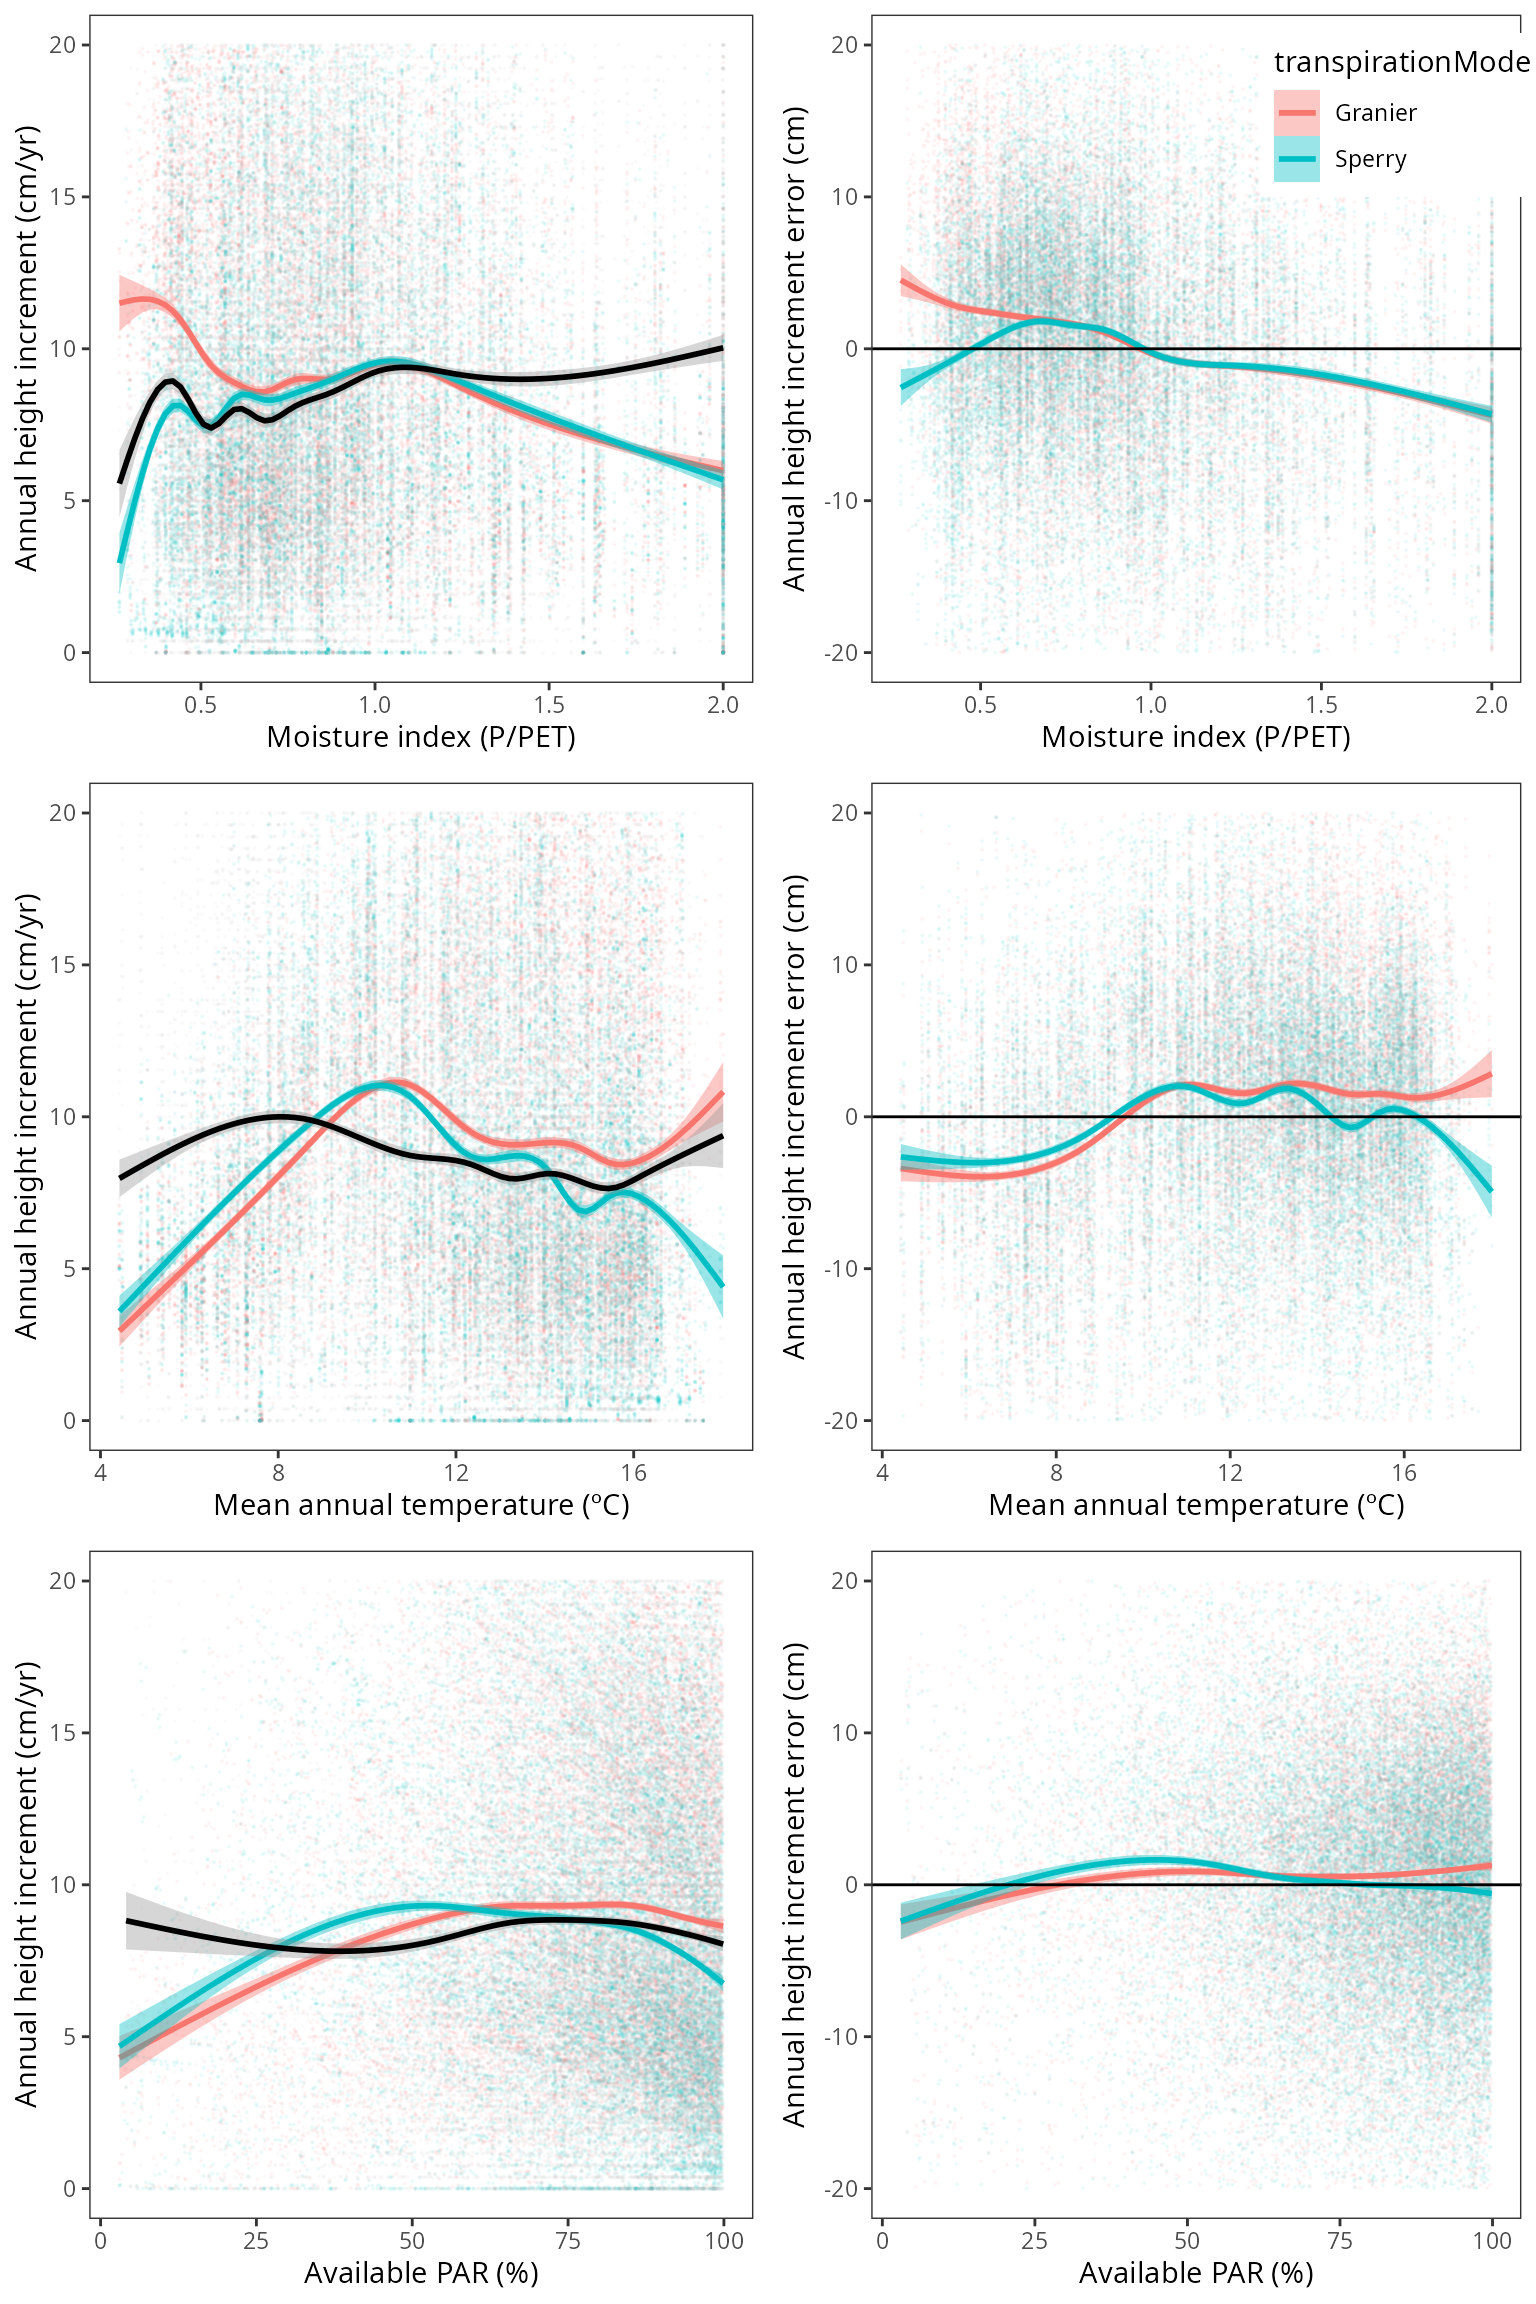 Annual height increment (cm/yr)
20
15
10
5
0
0.5 1.0 1.5 2.0
Moisture index (P/PET)
Annual height increment error (cm)
20
10
0
-10
-20
0.5 1.0 1.5 2.0
Moisture index (P/PET)
transpirationMode
Granier
Sperry
Annual height increment (cm/yr)
20
15
10
5
0
4 8 12 16
Mean annual temperature (ºC)
Annual height increment error (cm)
20
10
0
-10
-20
4 8 12 16
Mean annual temperature (ºC)
Annual height increment (cm/yr)
20
15
10
5
0
0 25 50 75 100
Available PAR (%)
Annual height increment error (cm)
20
10
0
-10
-20
0 25 50 75 100
Available PAR (%)